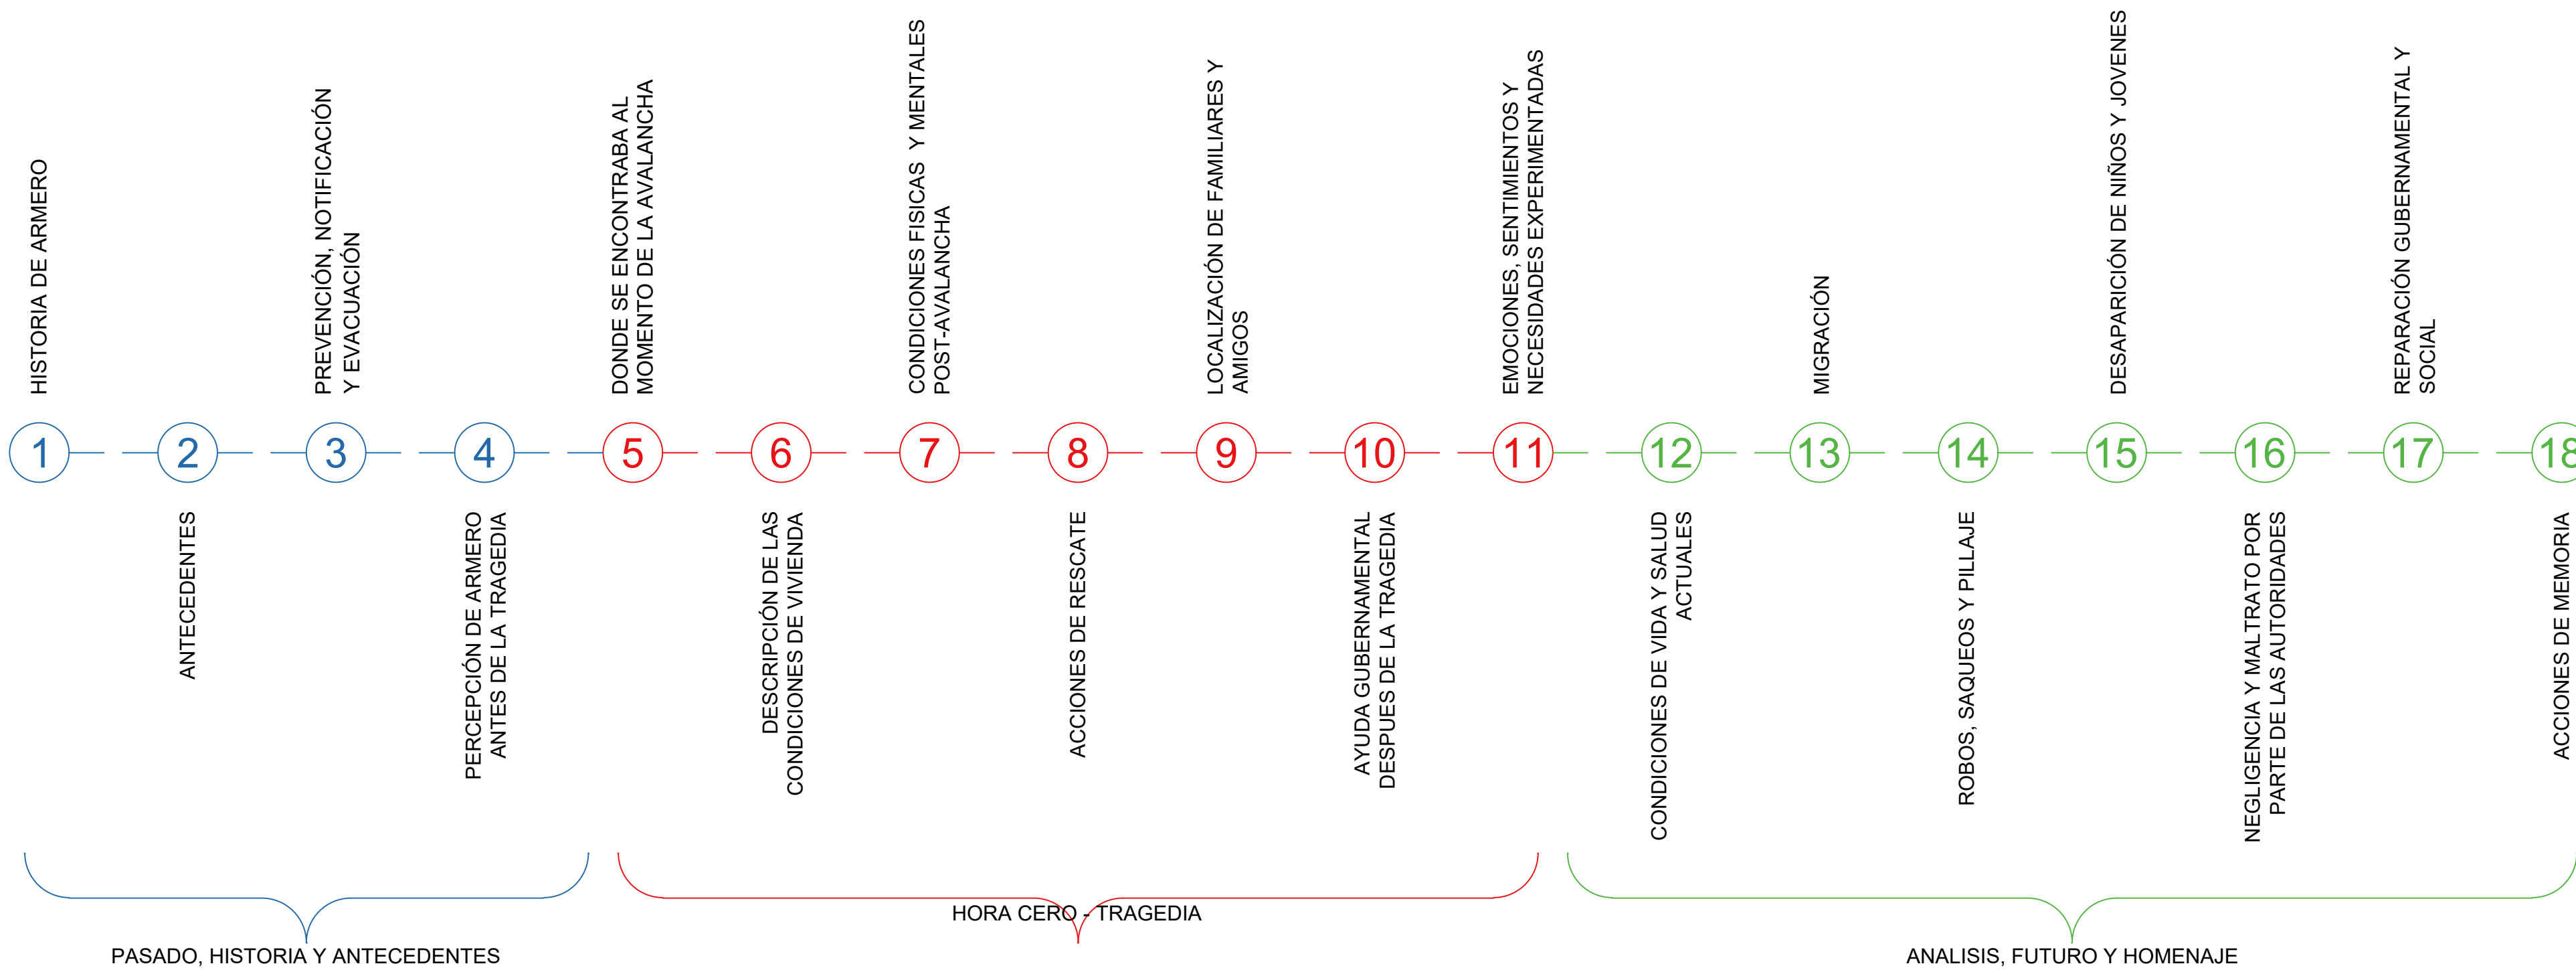 1
HISTORIA DE ARMERO
2
ANTECEDENTES
3
PREVENCIÓN, NOTIFICACIÓN
Y EVACUACIÓN
4
PERCEPCIÓN DE ARMERO
ANTES DE LA TRAGEDIA
5
DONDE SE ENCONTRABA AL
MOMENTO DE LA AVALANCHA
6
DESCRIPCIÓN DE LAS
CONDICIONES DE VIVIENDA
7
CONDICIONES FISICAS Y MENTALES
POST-AVALANCHA
8
ACCIONES DE RESCATE
9
LOCALIZACIÓN DE FAMILIARES Y
AMIGOS
10
AYUDA GUBERNAMENTAL
DESPUES DE LA TRAGEDIA
11
EMOCIONES, SENTIMIENTOS Y
NECESIDADES EXPERIMENTADAS
12
CONDICIONES DE VIDA Y SALUD
ACTUALES
13
MIGRACIÓN
14
ROBOS, SAQUEOS Y PILLAJE
15
DESAPARICIÓN DE NIÑOS Y JOVENES
16
NEGLIGENCIA Y MALTRATO POR
PARTE DE LAS AUTORIDADES
17
REPARACIÓN GUBERNAMENTAL Y
SOCIAL
18
ACCIONES DE MEMORIA
PASADO, HISTORIA Y ANTECEDENTES
HORA CERO - TRAGEDIA
ANALISIS, FUTURO Y HOMENAJE